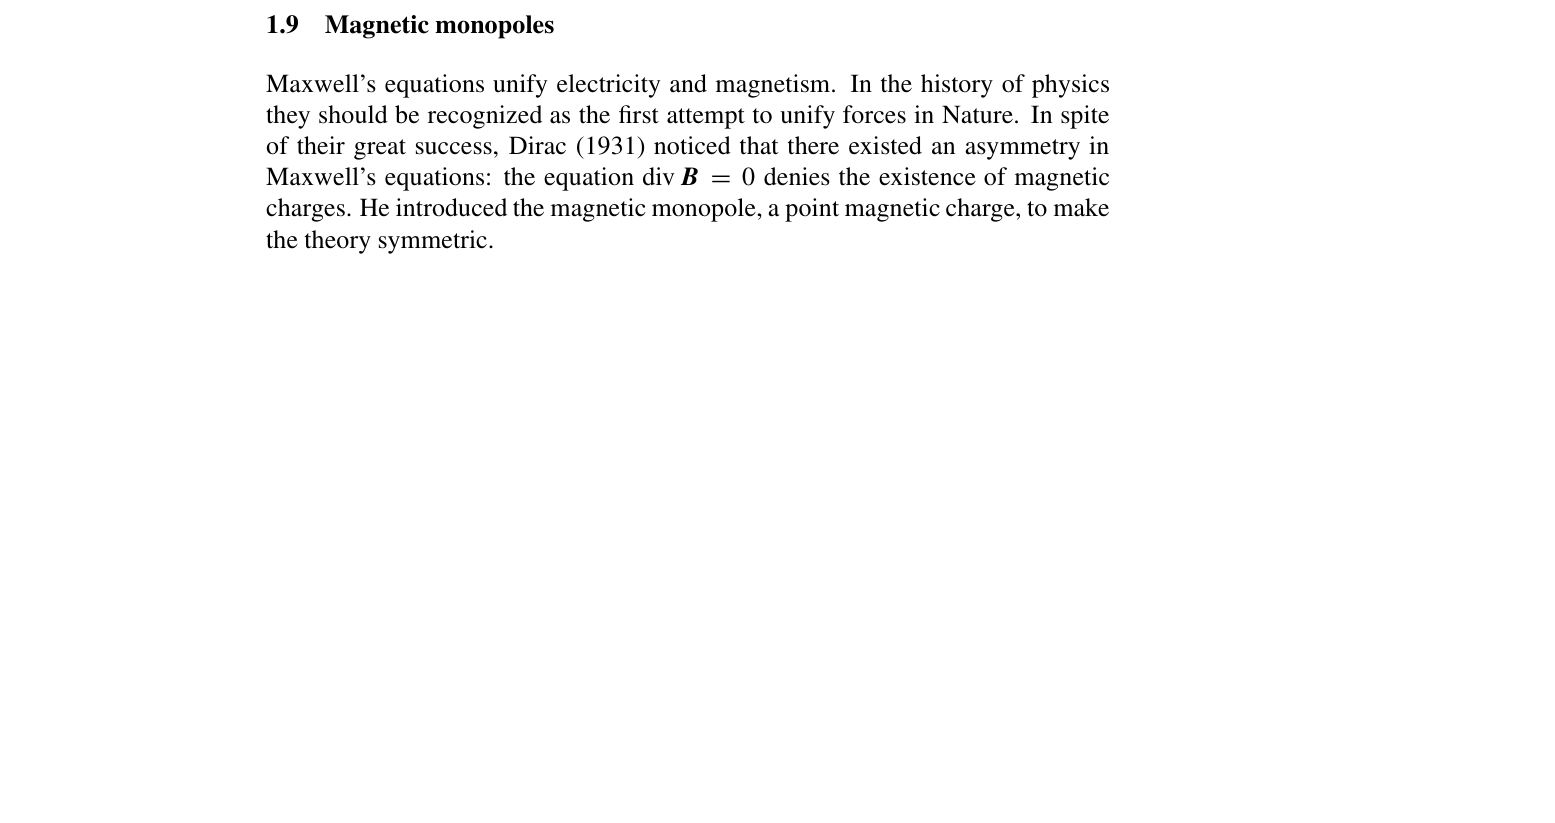 1.9 Magnetic monopoles
Maxwell’s equations unify electricity and magnetism. In the history of physics
they should be recognized as the first attempt to unify forces in Nature. In spite
of their great success, Dirac (1931) noticed that there existed an asymmetry in
Maxwell’s equations: the equation div B = 0 denies the existence of magnetic
charges. He introduced the magnetic monopole, a point magnetic charge, to make
the theory symmetric.